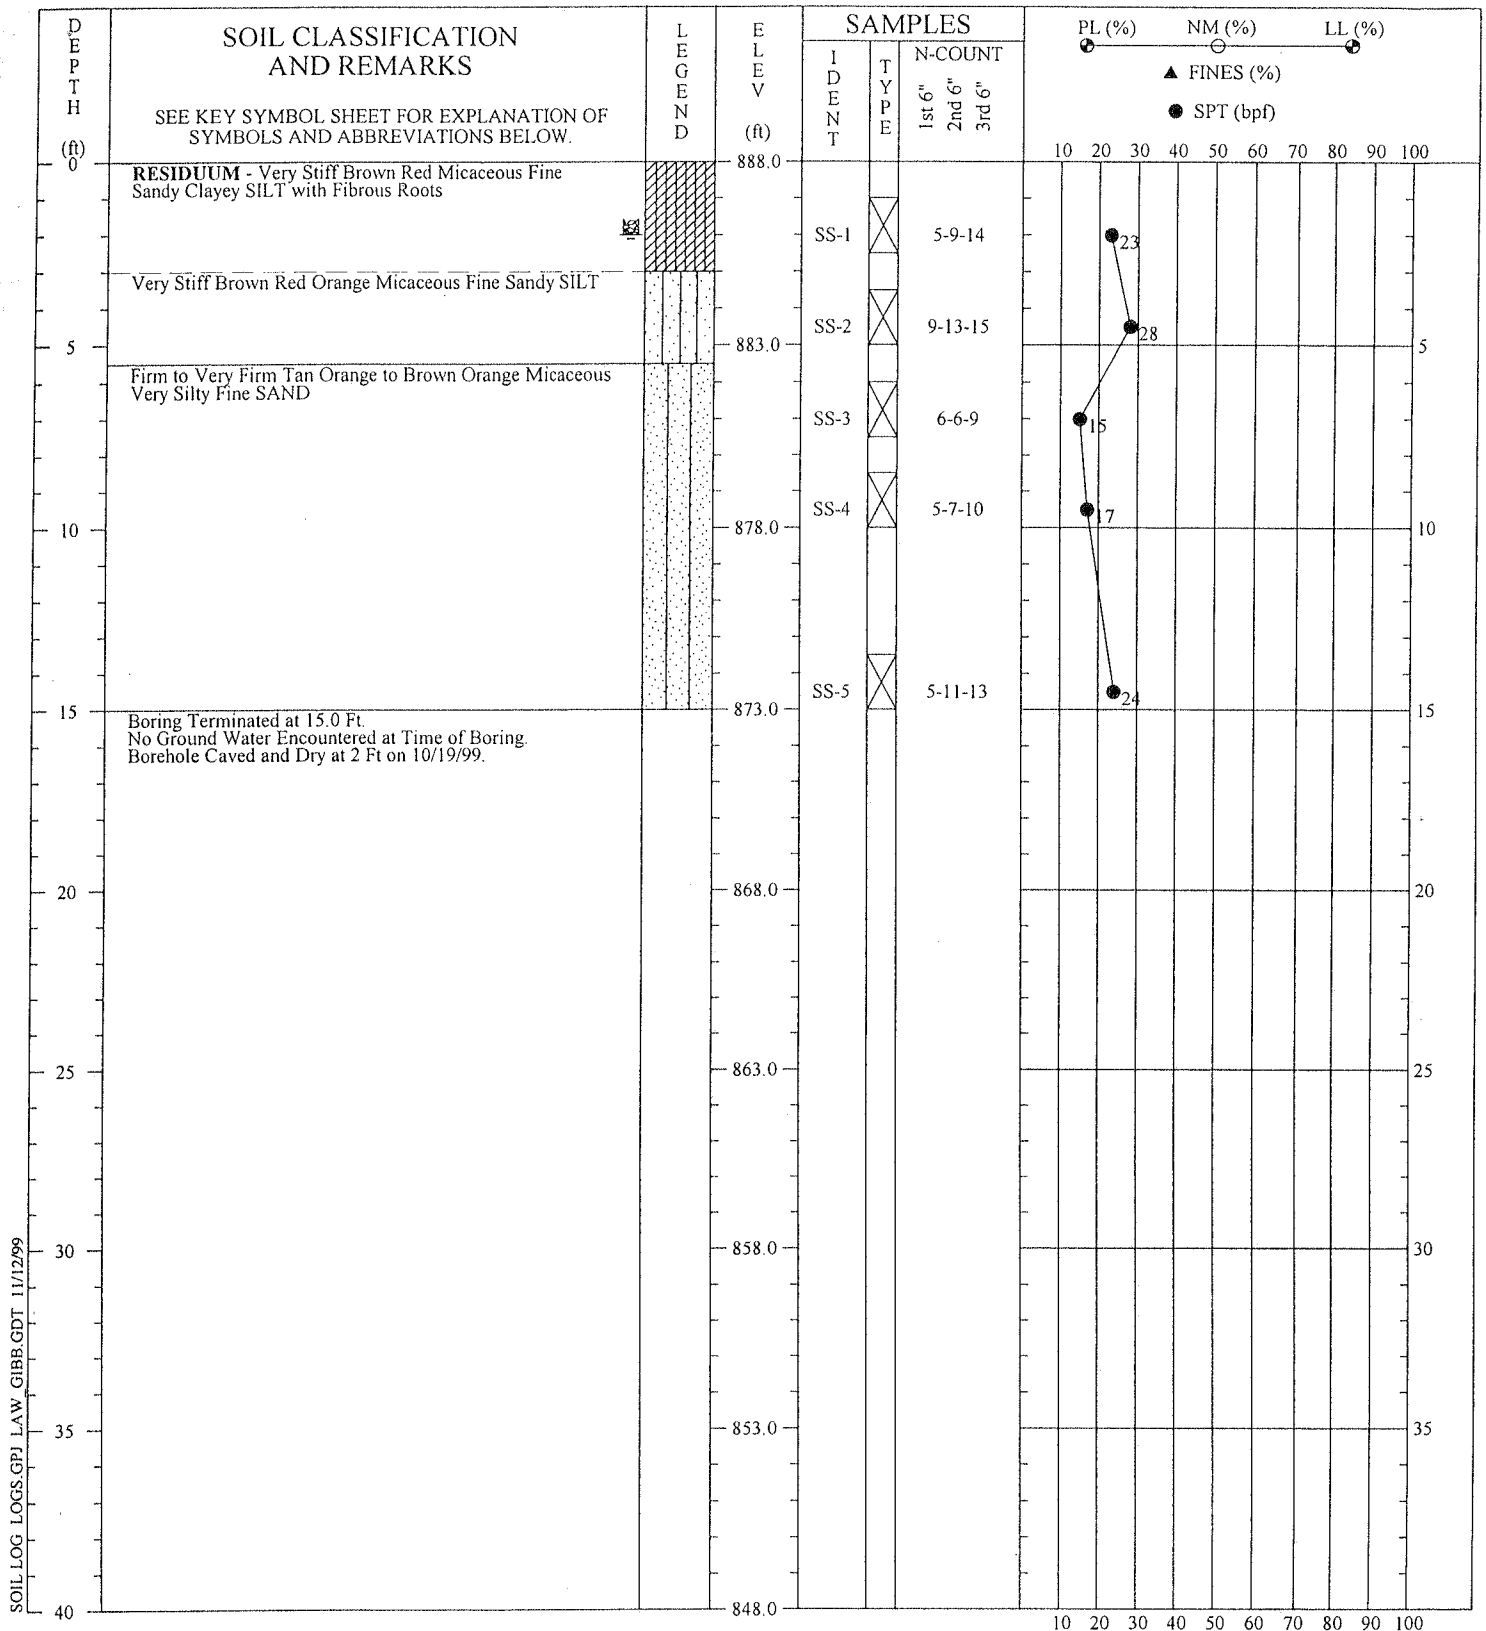 DEPTH
(ft)
SOIL CLASSIFICATION
AND REMARKS
SEE KEY SYMBOL SHEET FOR EXPLANATION OF
SYMBOLS AND ABBREVIATIONS BELOW.
LEGEND
ELEV
(ft)
SAMPLES
IDENT
TYPE
N-COUNT
1st 6"
2nd 6"
3rd 6"
PL (%) NM (%) LL (%)
▲ FINES (%)
● SPT (bpf)
10 20 30 40 50 60 70 80 90 100
0
RESIDUUM - Very Stiff Brown Red Micaceous Fine
Sandy Clayey SILT with Fibrous Roots
888.0
SS-1 5-9-14 23
Very Stiff Brown Red Orange Micaceous Fine Sandy SILT
SS-2 9-13-15 28
5 883.0 5
Firm to Very Firm Tan Orange to Brown Orange Micaceous
Very Silty Fine SAND
SS-3 6-6-9 15
SS-4 5-7-10 17
10 878.0 10
SS-5 5-11-13 24
15 873.0 15
Boring Terminated at 15.0 Ft.
No Ground Water Encountered at Time of Boring.
Borehole Caved and Dry at 2 Ft on 10/19/99.
20 868.0 20
25 863.0 25
30 858.0 30
35 853.0 35
40 848.0
10 20 30 40 50 60 70 80 90 100
SOIL LOG LOGS.GPJ LAW_GIBB.GDT 11/12/99